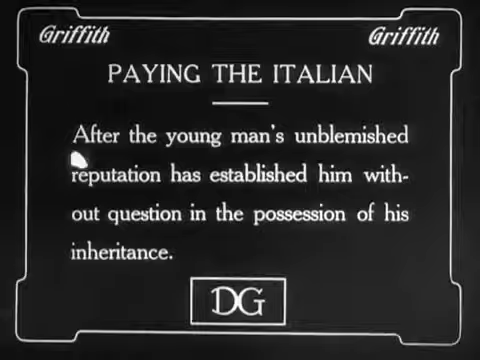 Griffith Griffith
PAYING THE ITALIAN
After the young man's unblemished
reputation has established him with-
out question in the possession of his
inheritance.
DG